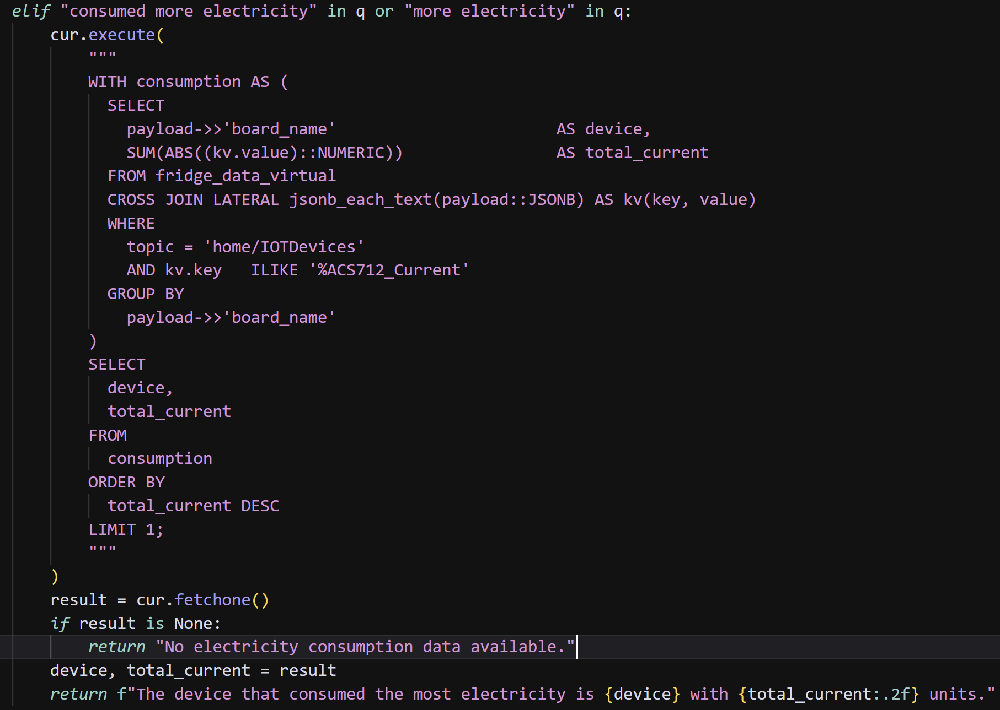 elif "consumed more electricity" in q or "more electricity" in q:
cur.execute(
"""
WITH consumption AS (
SELECT
payload->>'board_name' AS device,
SUM(ABS((kv.value)::NUMERIC)) AS total_current
FROM fridge_data_virtual
CROSS JOIN LATERAL jsonb_each_text(payload::JSONB) AS kv(key, value)
WHERE
topic = 'home/IOTDevices'
AND kv.key ILIKE '%ACS712_Current'
GROUP BY
payload->>'board_name'
)
SELECT
device,
total_current
FROM
consumption
ORDER BY
total_current DESC
LIMIT 1;
"""
)
result = cur.fetchone()
if result is None:
return "No electricity consumption data available."
device, total_current = result
return f"The device that consumed the most electricity is {device} with {total_current:.2f} units."